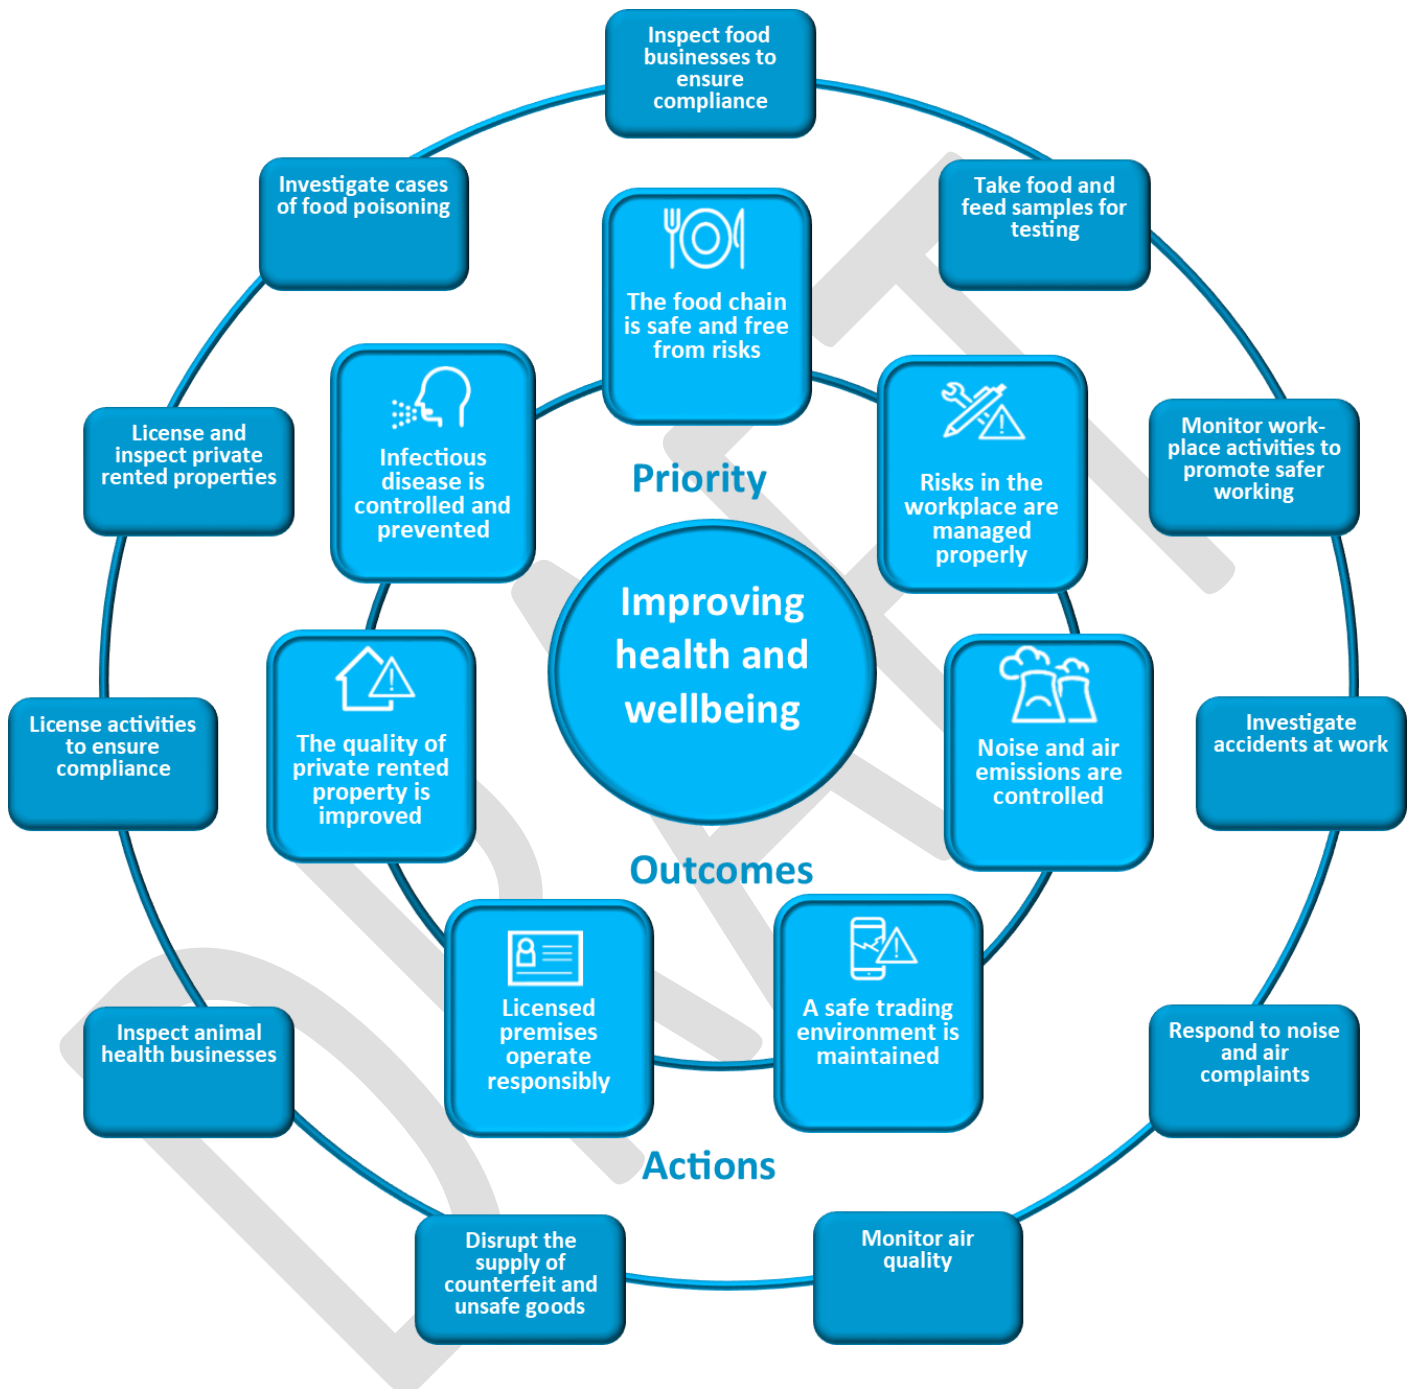 Inspect food
businesses to
ensure
compliance
Take food and
feed samples for
testing
Monitor work-
place activities to
promote safer
working
Investigate
accidents at work
Respond to noise
and air
complaints
Monitor air
quality
Disrupt the
supply of
counterfeit and
unsafe goods
Inspect animal
health businesses
License activities
to ensure
compliance
License and
inspect private
rented properties
Investigate cases
of food poisoning
The food chain
is safe and free
from risks
Risks in the
workplace are
managed
properly
Noise and air
emissions are
controlled
A safe trading
environment is
maintained
Licensed
premises
operate
responsibly
The quality of
private rented
property is
improved
Infectious
disease is
controlled and
prevented
Priority
Improving
health and
wellbeing
Outcomes
Actions
DRAFT